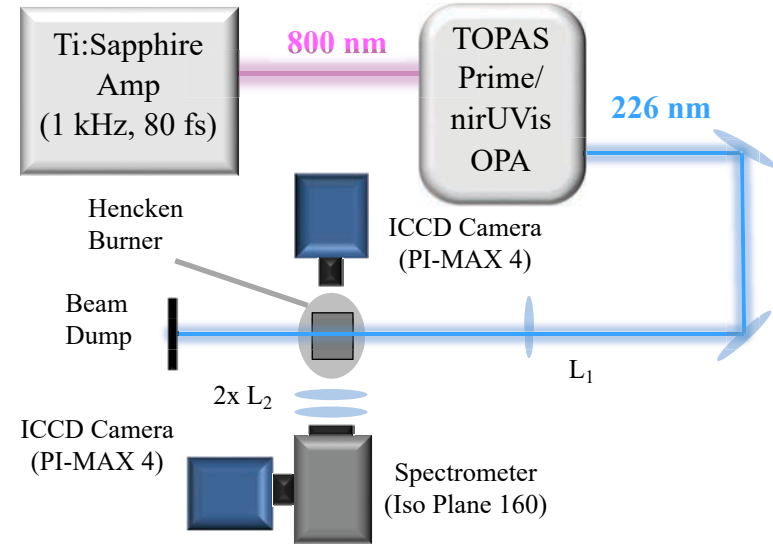 Ti:Sapphire
Amp
(1 kHz, 80 fs)
800 nm
TOPAS
Prime/
nirUVis
OPA
226 nm
Hencken
Burner
ICCD Camera
(PI-MAX 4)
Beam
Dump
L₁
2x L₂
ICCD Camera
(PI-MAX 4)
Spectrometer
(Iso Plane 160)